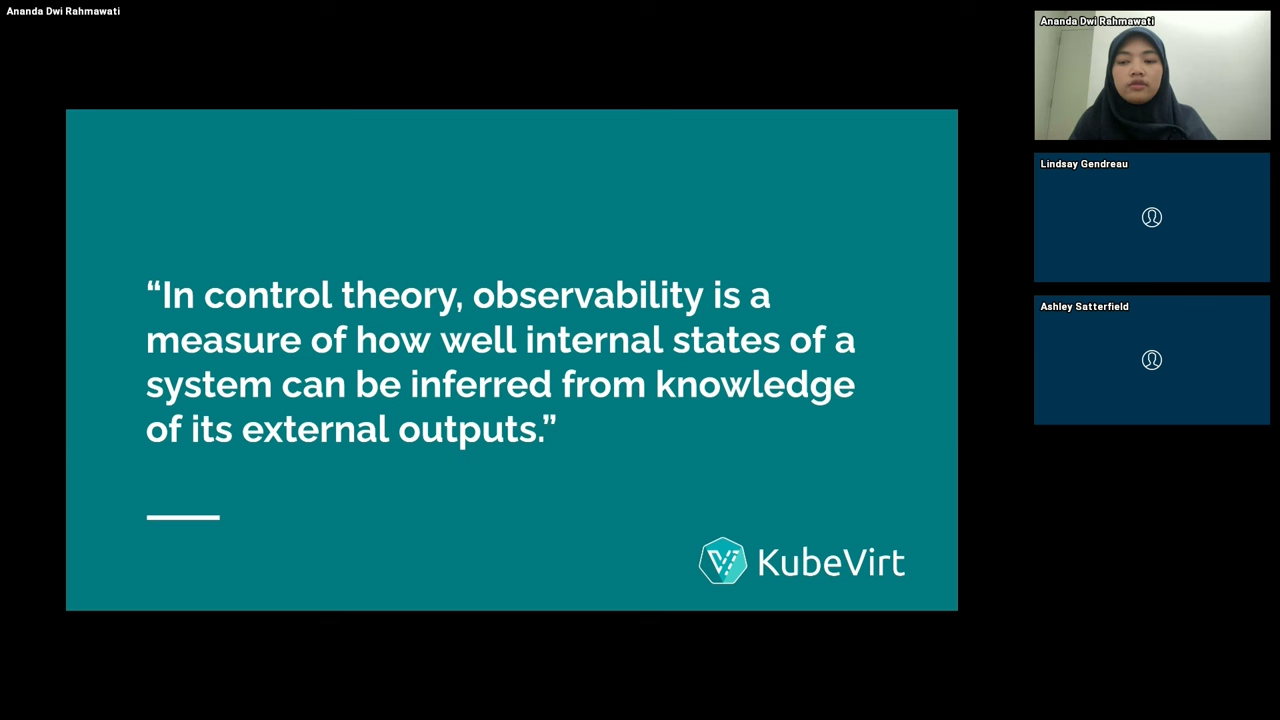 Ananda Dwi Rahmawati
“In control theory, observability is a
measure of how well internal states of a
system can be inferred from knowledge
of its external outputs.”
KubeVirt
Ananda Dwi Rahmawati
Lindsay Gendreau
Ashley Satterfield